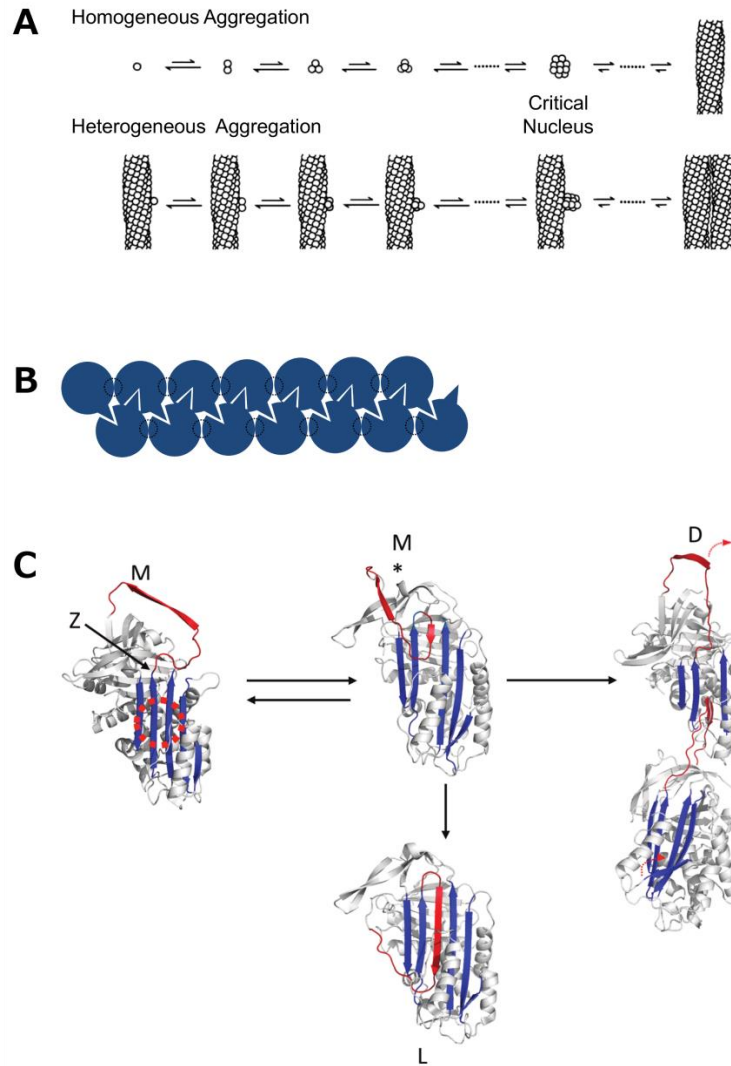 A
Homogeneous Aggregation
Critical
Nucleus
Heterogeneous Aggregation
B
C
M
Z
M
*
D
L